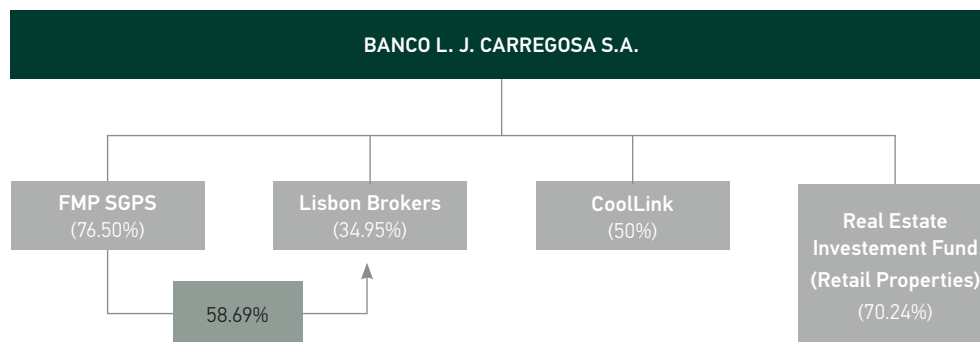 BANCO L. J. CARREGOSA S.A.
FMP SGPS
(76.50%)
Lisbon Brokers
(34.95%)
CoolLink
(50%)
Real Estate
Investement Fund
(Retail Properties)
(70.24%)
58.69%